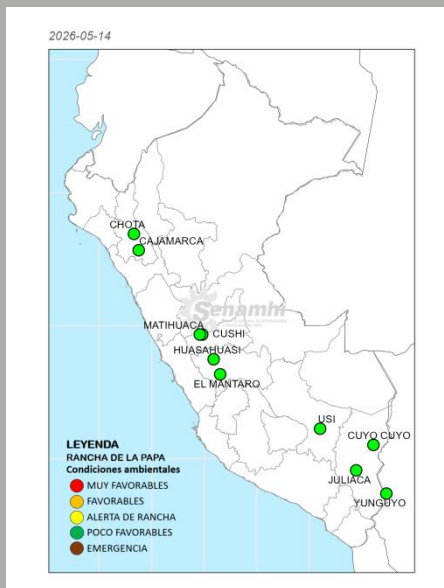 2026-05-14
CHOTA
CAJAMARCA
Senamhi
MATIHUACA
CUSHI
HUASAHUASI
EL MANTARO
USI
CUYO CUYO
JULIACA
YUNGUYO
LEYENDA
RANCHA DE LA PAPA
Condiciones ambientales
MUY FAVORABLES
FAVORABLES
ALERTA DE RANCHA
POCO FAVORABLES
EMERGENCIA